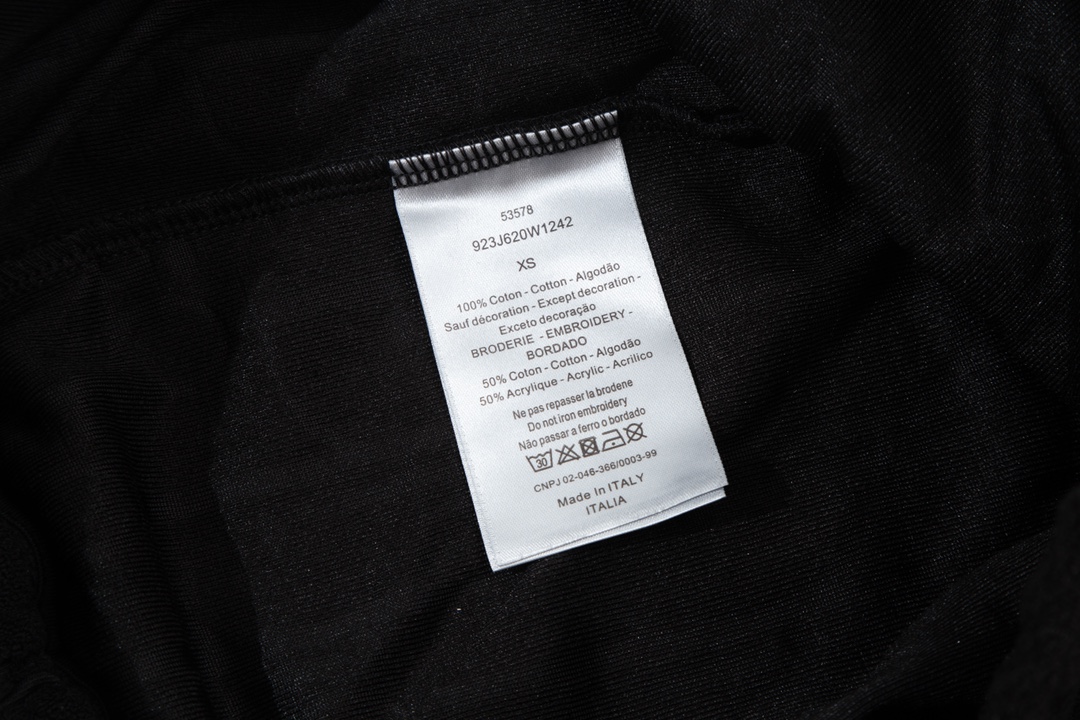 53578
923J620W1242
XS
100% Coton - Cotton - Algodão
Sauf décoration - Except decoration -
Exceto decoração
BRODERIE - EMBROIDERY -
BORDADO
50% Coton - Cotton - Algodão
50% Acrylique - Acrylic - Acrilico
Ne pas repasser la brodene
Do not iron embroidery
Não passar a ferro o bordado
30
CNPJ 02-046-366/0003-99
Made In ITALY
ITALIA